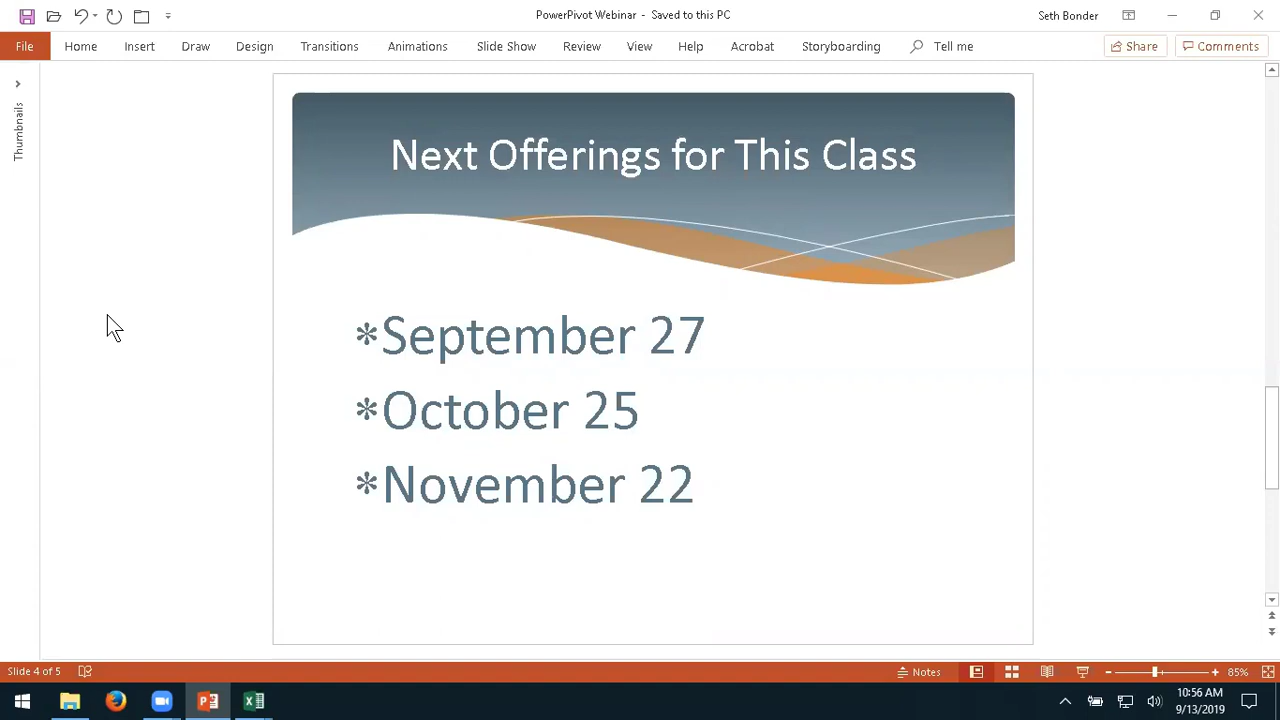 PowerPivot Webinar - Saved to this PC
Seth Bonder
File Home Insert Draw Design Transitions Animations Slide Show Review View Help Acrobat Storyboarding Tell me
Share Comments
Thumbnails
Next Offerings for This Class
*September 27
*October 25
*November 22
Slide 4 of 5
Notes
85%
10:56 AM
9/13/2019